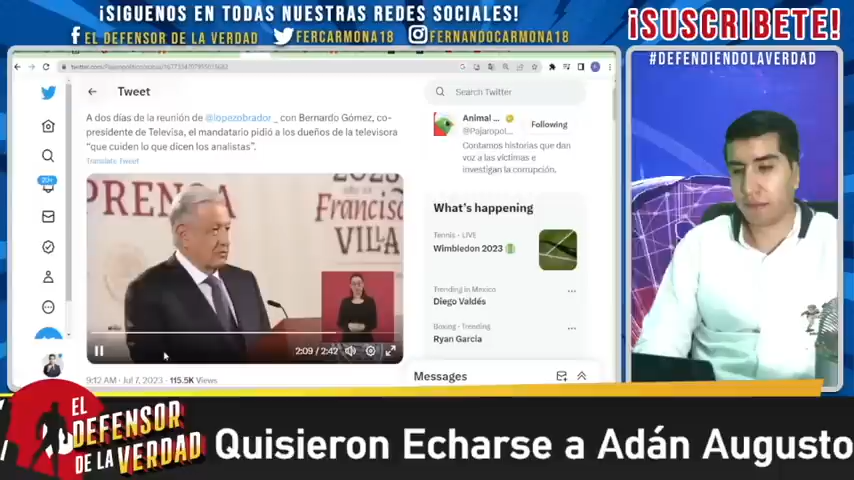 ¡SIGUENOS EN TODAS NUESTRAS REDES SOCIALES!
EL DEFENSOR DE LA VERDAD
FERCARMONA18
FERNANDOCARMONA18
¡SUSCRIBETE!
#DEFENDIENDOLAVERDAD
Tweet
Search Twitter
A dos días de la reunión de @lopezobrador_ con Bernardo Gómez, co-
presidente de Televisa, el mandatario pidió a los dueños de la televisora
"que cuiden lo que dicen los analistas".
Translate Tweet
Animal ...
@Pajaropol...
Following
Contamos historias que dan
voz a las víctimas e
investigan la corrupción.
20+
PRENSA
2023
Francisco
VILLA
2:09 / 2:42
What's happening
Tennis · LIVE
Wimbledon 2023
Trending in Mexico
Diego Valdés
Boxing · Trending
Ryan Garcia
9:12 AM · Jul 7, 2023 · 115.5K Views
Messages
EL
DEFENSOR
DE LA VERDAD
Quisieron Echarse a Adán Augusto